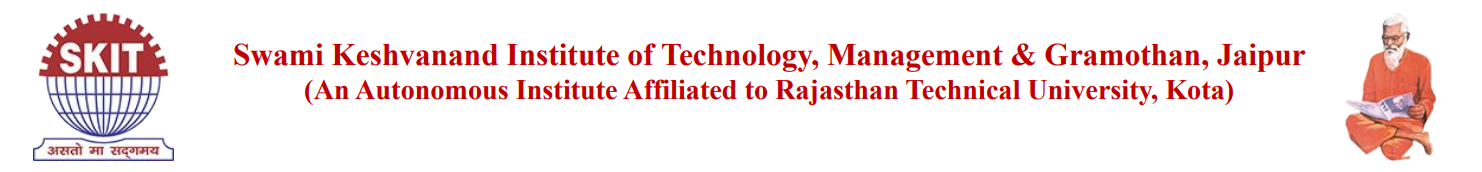 SKIT
असतो मा सद्गमय
Swami Keshvanand Institute of Technology, Management & Gramothan, Jaipur
(An Autonomous Institute Affiliated to Rajasthan Technical University, Kota)